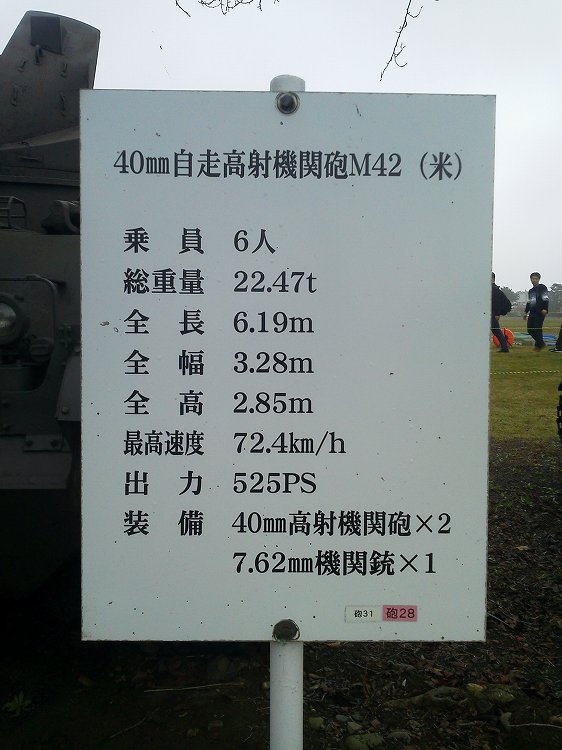 40㎜自走高射機関砲M42（米）
乗 員 6人
総重量 22.47t
全 長 6.19m
全 幅 3.28m
全 高 2.85m
最高速度 72.4km/h
出 力 525PS
装 備 40㎜高射機関砲×2
7.62㎜機関銃×1
砲31 砲28